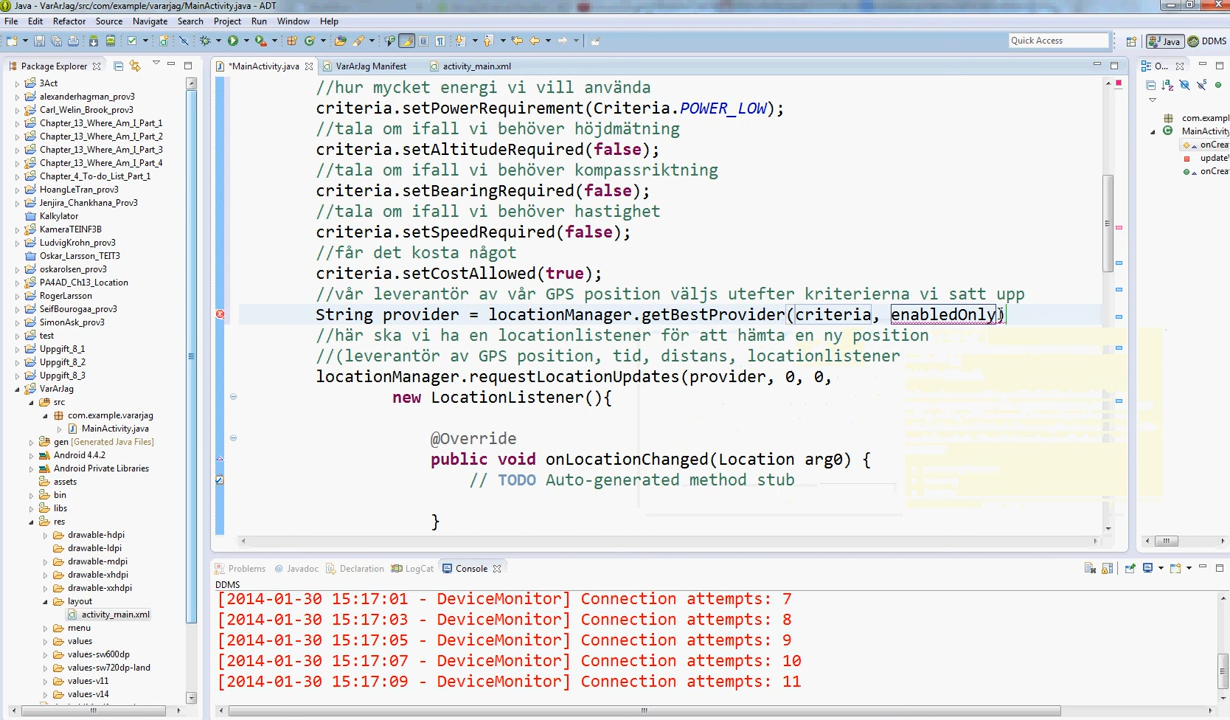 Java - VarArJag/src/com/example/vararjag/MainActivity.java - ADT
File Edit Refactor Source Navigate Search Project Run Window Help
Quick Access
Java
DDMS
Package Explorer
*MainActivity.java
VarArJag Manifest
activity_main.xml
3Act
alexanderhagman_prov3
Carl_Welin_Brook_prov3
Chapter_13_Where_Am_I_Part_1
Chapter_13_Where_Am_I_Part_2
Chapter_13_Where_Am_I_Part_3
Chapter_13_Where_Am_I_Part_4
Chapter_4_To-do_List_Part_1
HoangLeTran_prov3
Jenjira_Chankhana_Prov3
Kalkylator
KameraTEINF3B
LudvigKrohn_prov3
Oskar_Larsson_TEIT3
oskarolsen_prov3
PA4AD_Ch13_Location
RogerLarsson
SeifBourogaa_prov3
SimonAsk_prov3
test
Uppgift_8_1
Uppgift_8_2
Uppgift_8_3
VarArJag
src
com.example.vararjag
MainActivity.java
gen [Generated Java Files]
Android 4.4.2
Android Private Libraries
assets
bin
libs
res
drawable-hdpi
drawable-ldpi
drawable-mdpi
drawable-xhdpi
drawable-xxhdpi
layout
activity_main.xml
menu
values
values-sw600dp
values-sw720dp-land
values-v11
values-v14
//hur mycket energi vi vill använda
criteria.setPowerRequirement(Criteria.POWER_LOW);
//tala om ifall vi behöver höjdmätning
criteria.setAltitudeRequired(false);
//tala om ifall vi behöver kompassriktning
criteria.setBearingRequired(false);
//tala om ifall vi behöver hastighet
criteria.setSpeedRequired(false);
//får det kosta något
criteria.setCostAllowed(true);
//vår leverantör av vår GPS position väljs utefter kriterierna vi satt upp
String provider = locationManager.getBestProvider(criteria, enabledOnly)
//här ska vi ha en locationlistener för att hämta en ny position
//(leverantör av GPS position, tid, distans, locationlistener
locationManager.requestLocationUpdates(provider, 0, 0,
new LocationListener(){
@Override
public void onLocationChanged(Location arg0) {
// TODO Auto-generated method stub
}
O...
com.exampl
MainActivity
onCrea
update
onCrea
Problems
Javadoc
Declaration
LogCat
Console
DDMS
[2014-01-30 15:17:01 - DeviceMonitor] Connection attempts: 7
[2014-01-30 15:17:03 - DeviceMonitor] Connection attempts: 8
[2014-01-30 15:17:05 - DeviceMonitor] Connection attempts: 9
[2014-01-30 15:17:07 - DeviceMonitor] Connection attempts: 10
[2014-01-30 15:17:09 - DeviceMonitor] Connection attempts: 11